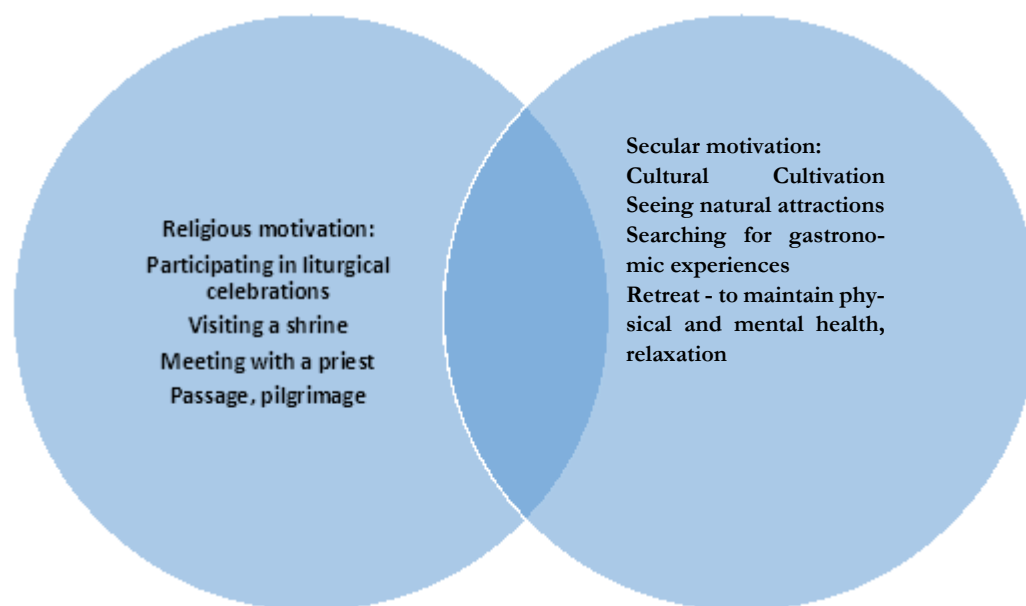 Religious motivation:
Participating in liturgical
celebrations
Visiting a shrine
Meeting with a priest
Passage, pilgrimage
Secular motivation:
Cultural Cultivation
Seeing natural attractions
Searching for gastrono-
mic experiences
Retreat - to maintain phy-
sical and mental health,
relaxation